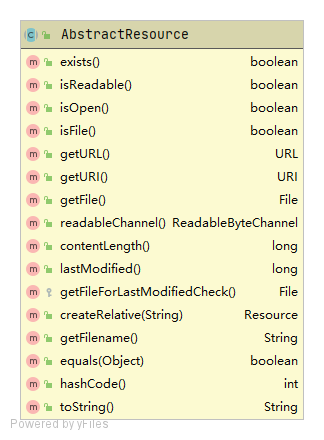 AbstractResource
exists() boolean
isReadable() boolean
isOpen() boolean
isFile() boolean
getURL() URL
getURI() URI
getFile() File
readableChannel() ReadableByteChannel
contentLength() long
lastModified() long
getFileForLastModifiedCheck() File
createRelative(String) Resource
getFilename() String
equals(Object) boolean
hashCode() int
toString() String
Powered by yFiles